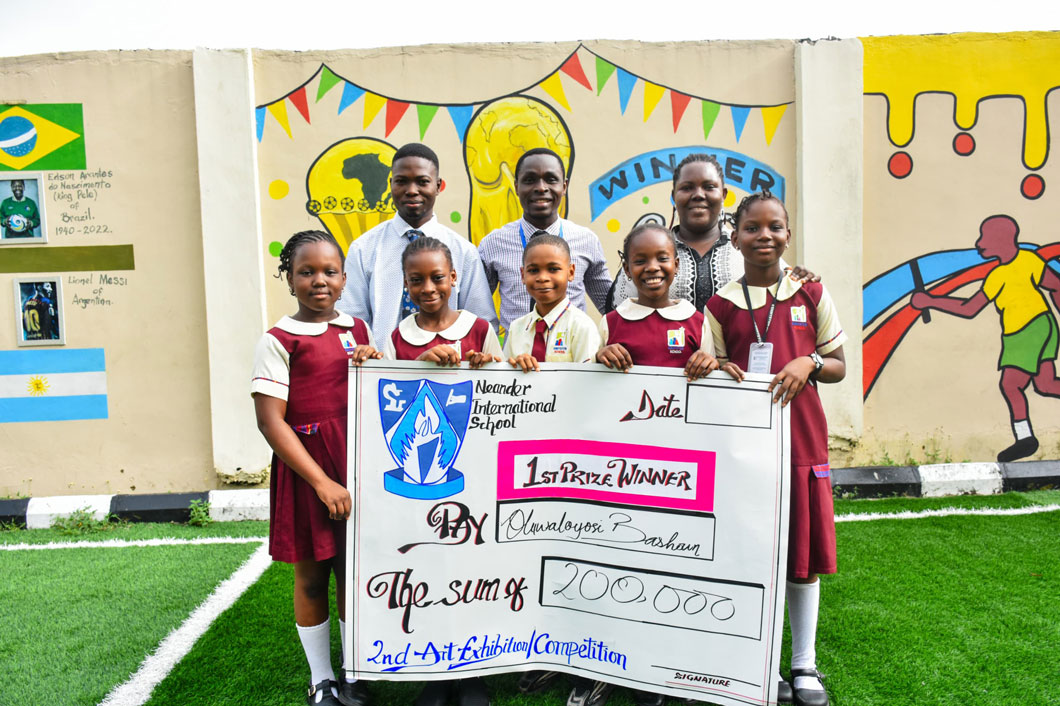 Edson Arantes
do Nascimento
(King Pele)
of
Brazil.
1940-2022.
Lionel Messi
of
Argentina.
WINNER
Neander
International
School
Date
1st Prize Winner
Pay
Oluwaloyosi Bashorun
The sum of
200,000
2nd Art Exhibition/Competition
SIGNATURE